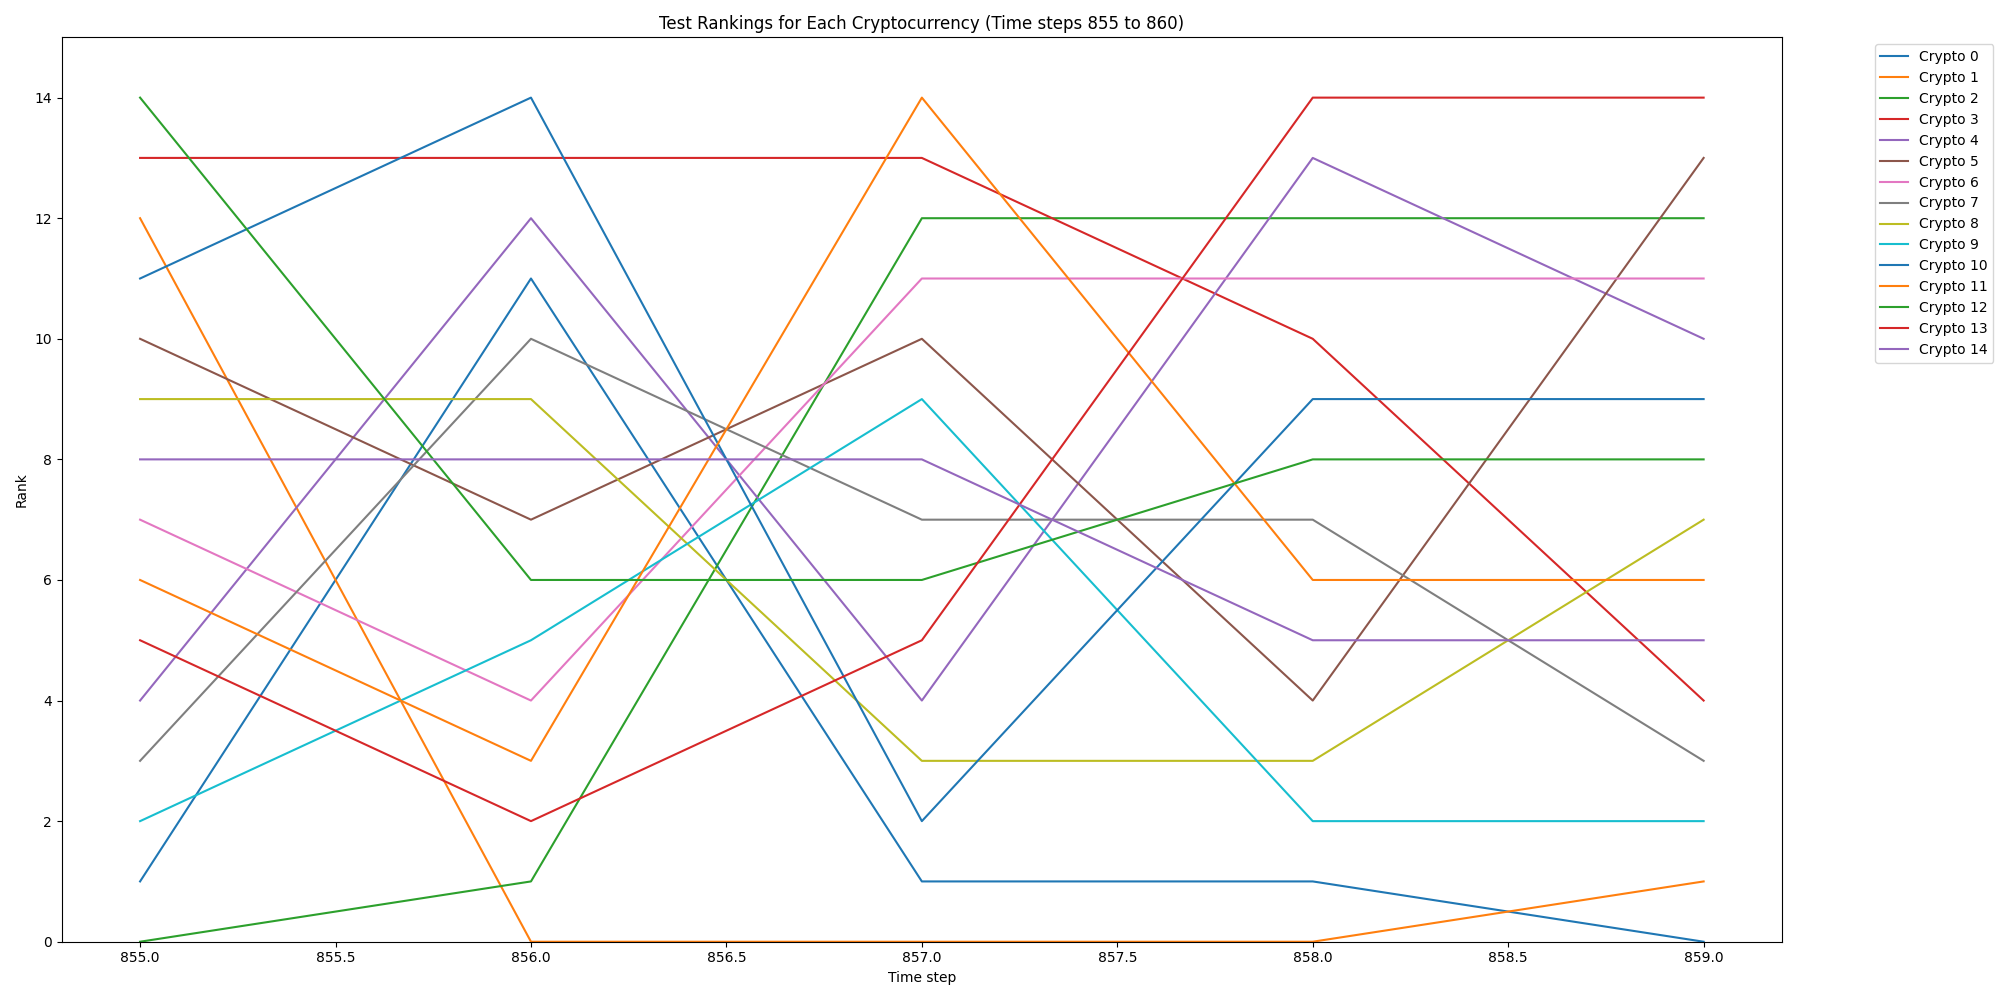 Test Rankings for Each Cryptocurrency (Time steps 855 to 860)
Rank
14
12
10
8
6
4
2
0
855.0 855.5 856.0 856.5 857.0 857.5 858.0 858.5 859.0
Time step
Crypto 0
Crypto 1
Crypto 2
Crypto 3
Crypto 4
Crypto 5
Crypto 6
Crypto 7
Crypto 8
Crypto 9
Crypto 10
Crypto 11
Crypto 12
Crypto 13
Crypto 14